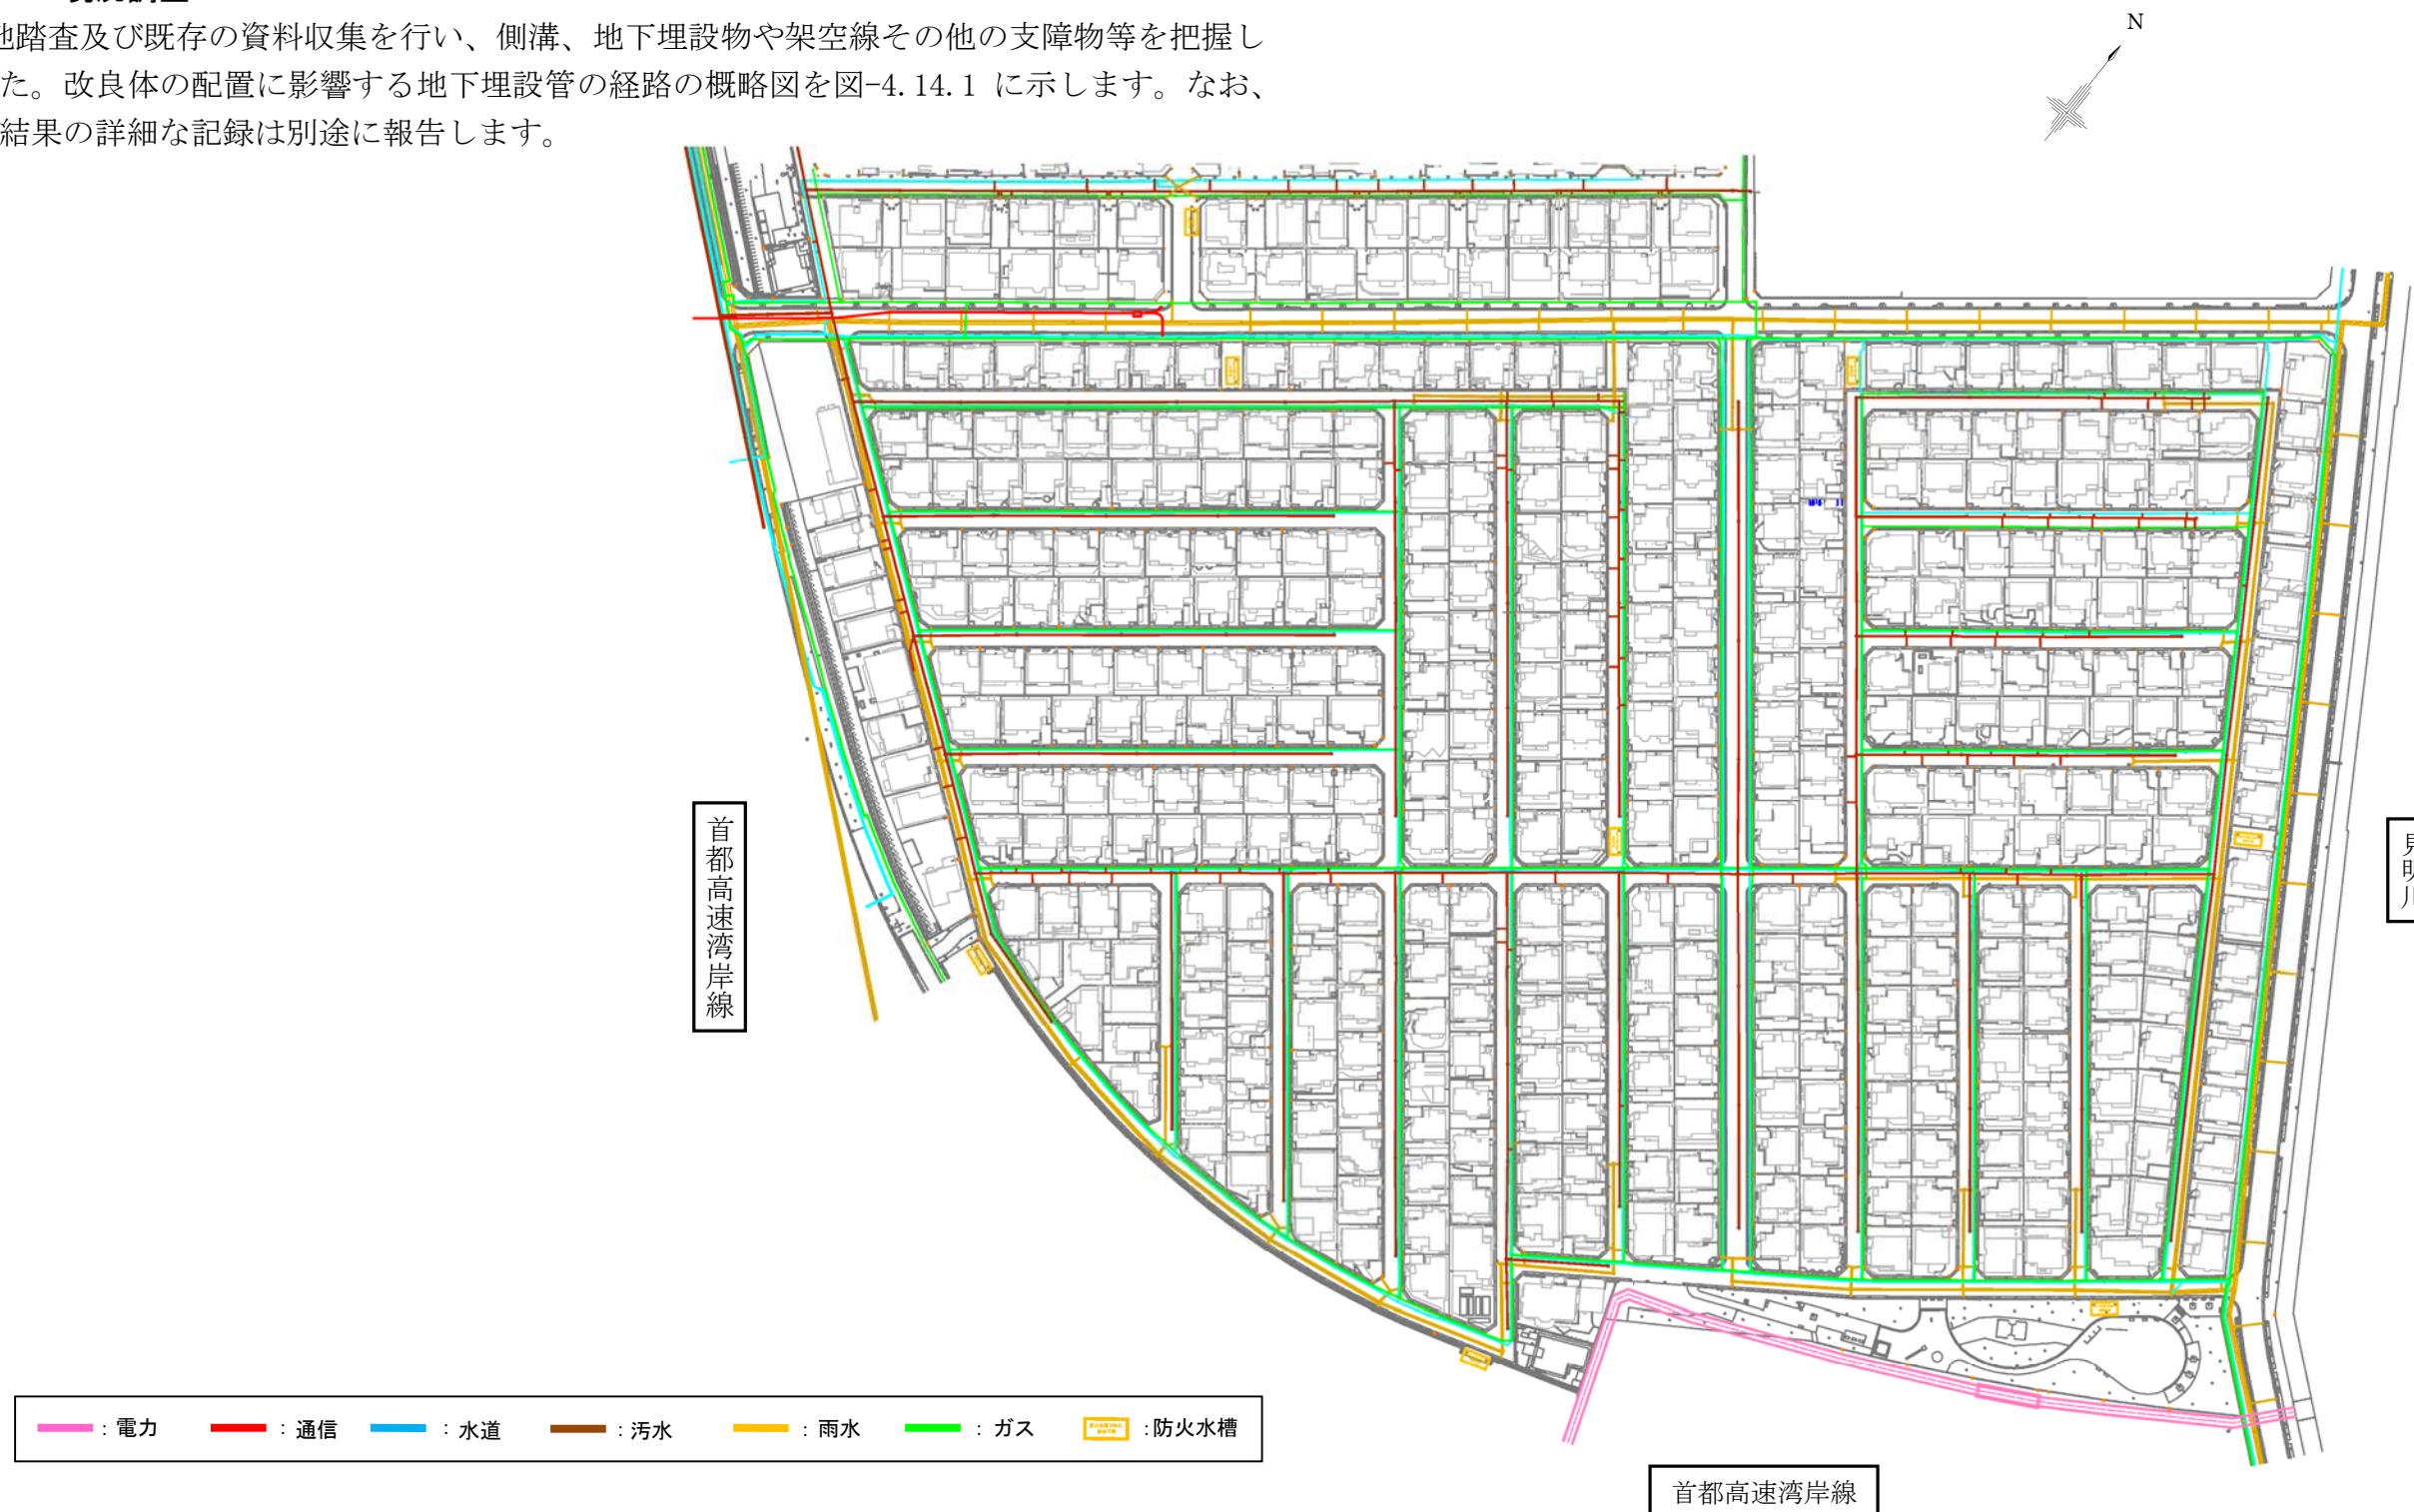 地踏査及び既存の資料収集を行い、側溝、地下埋設物や架空線その他の支障物等を把握し
た。改良体の配置に影響する地下埋設管の経路の概略図を図-4.14.1 に示します。なお、
結果の詳細な記録は別途に報告します。
N
首都高速湾岸線
見明川
：電力
：通信
：水道
：汚水
：雨水
：ガス
：防火水槽
首都高速湾岸線